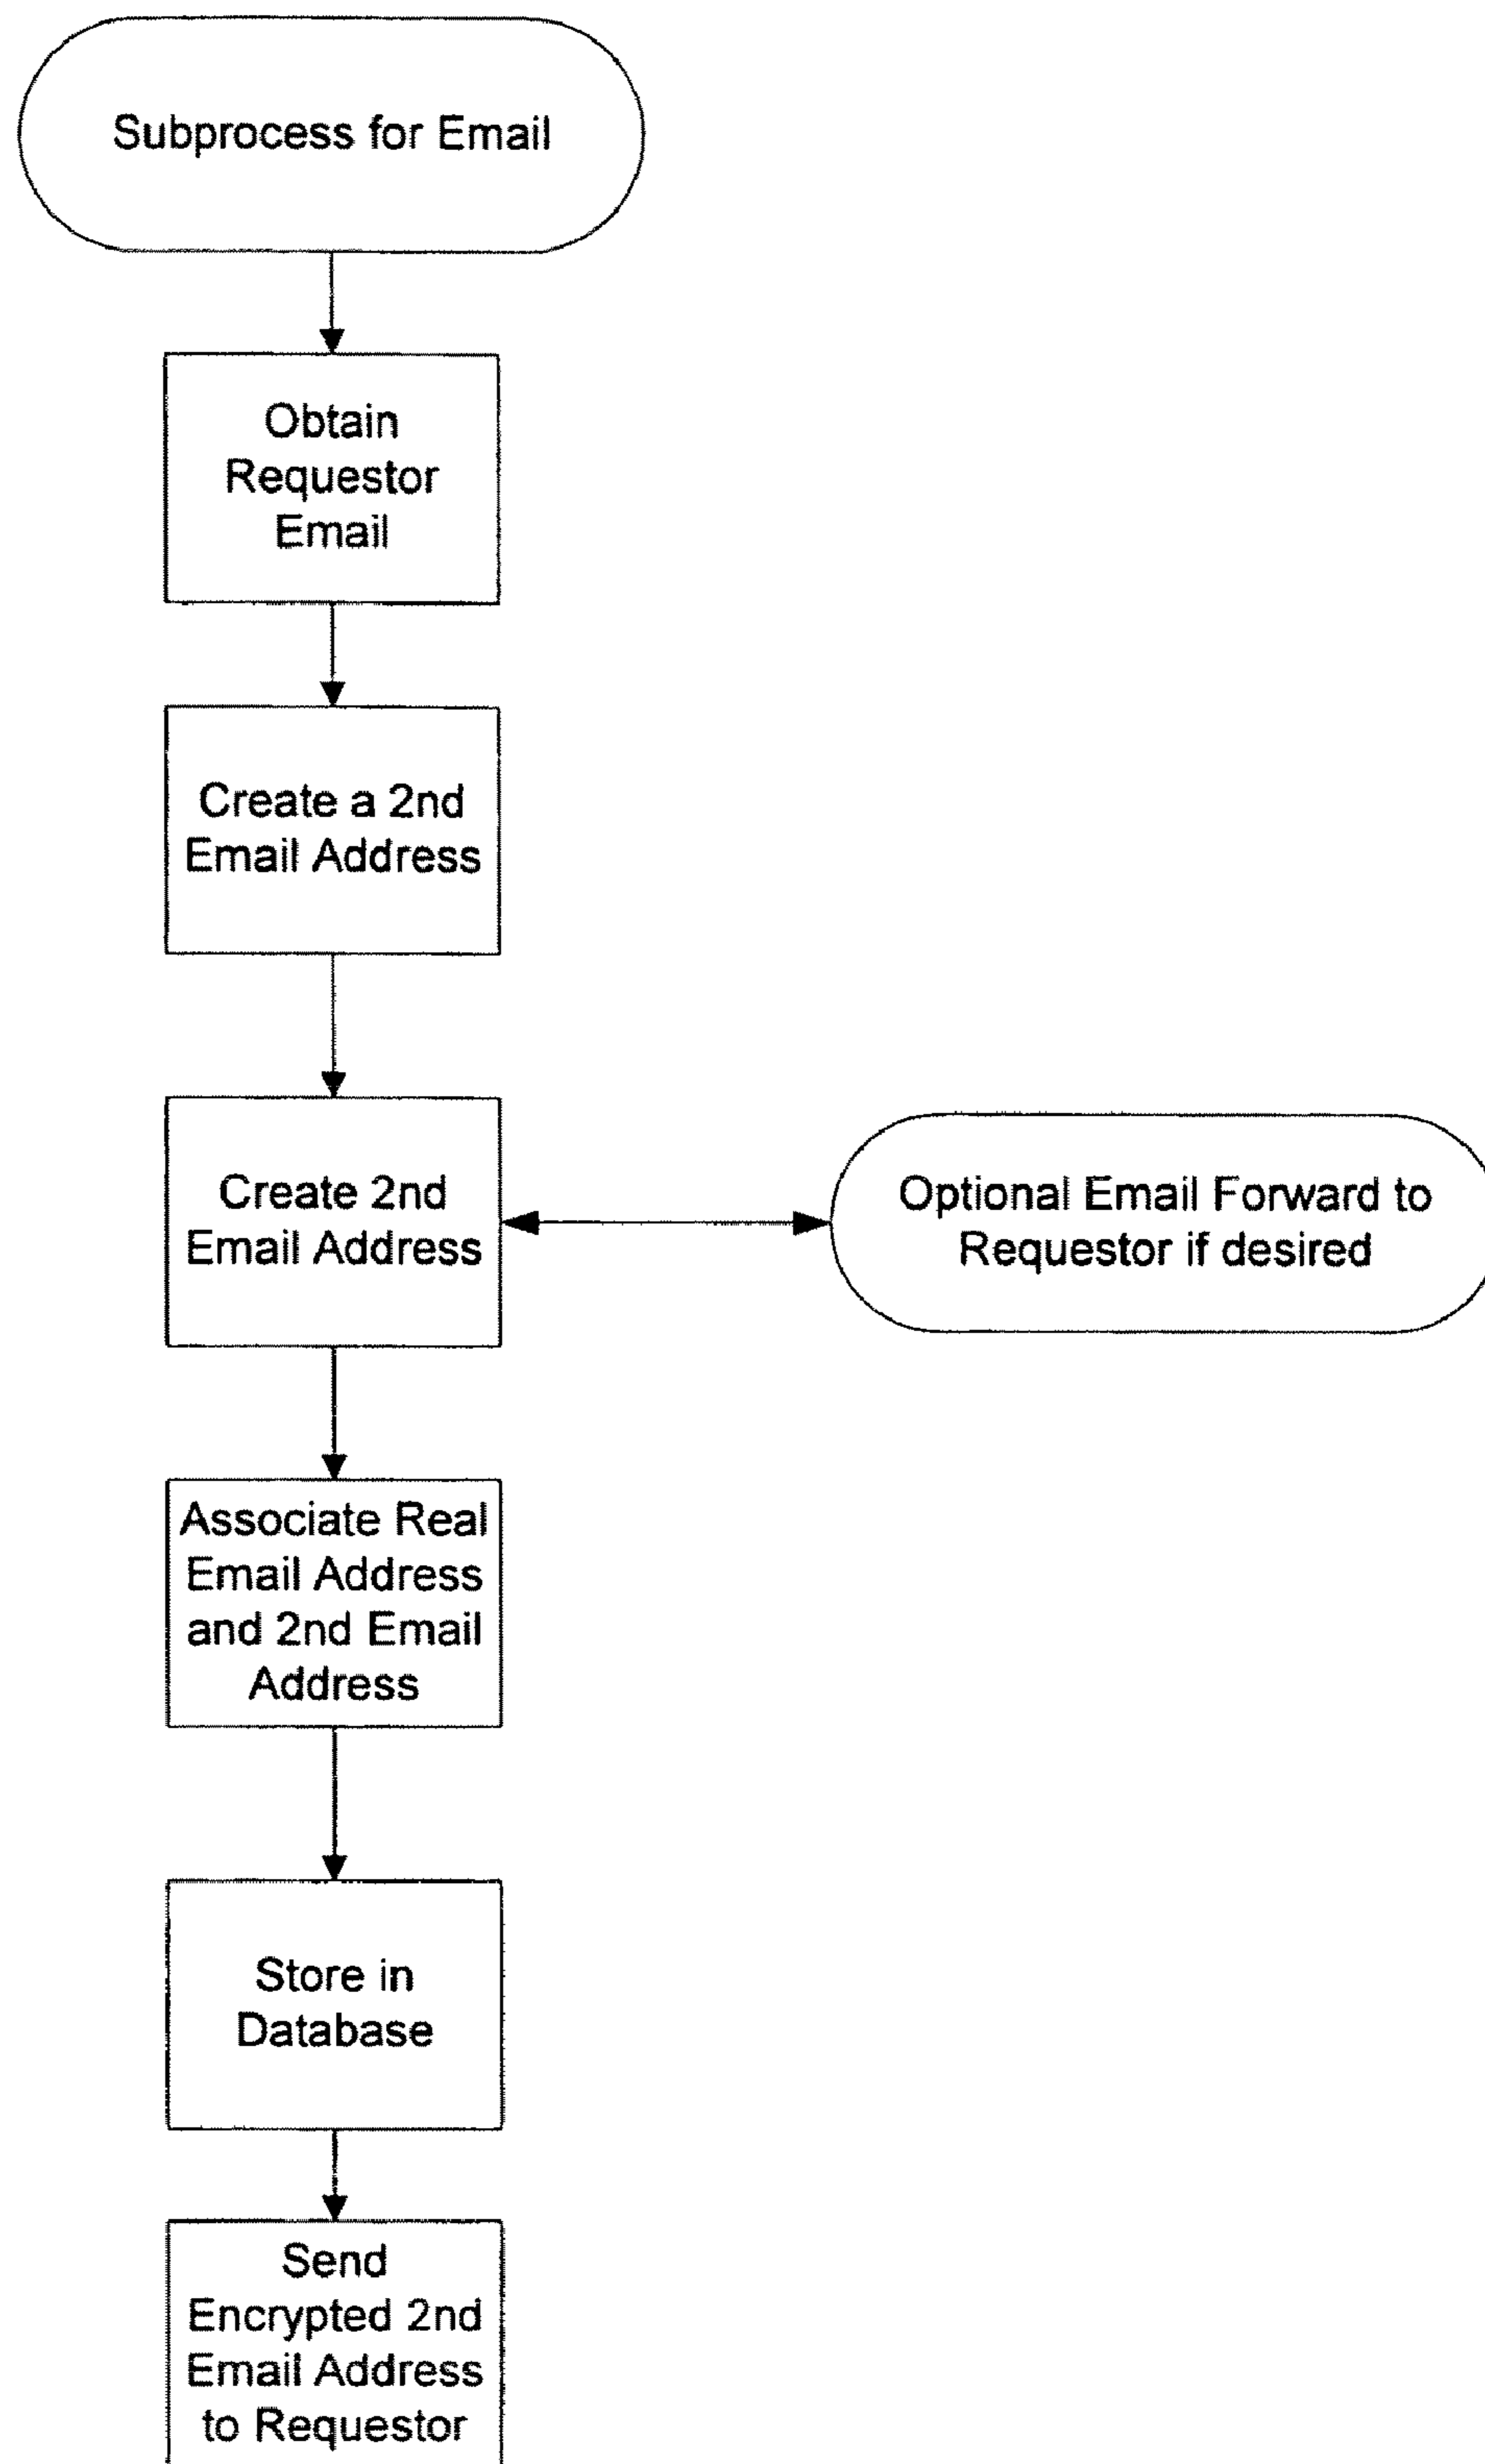 Subprocess for Email
Obtain
Requestor
Email
Create a 2nd
Email Address
Create 2nd
Email Address
Optional Email Forward to
Requestor if desired
Associate Real
Email Address
and 2nd Email
Address
Store in
Database
Send
Encrypted 2nd
Email Address
to Requestor